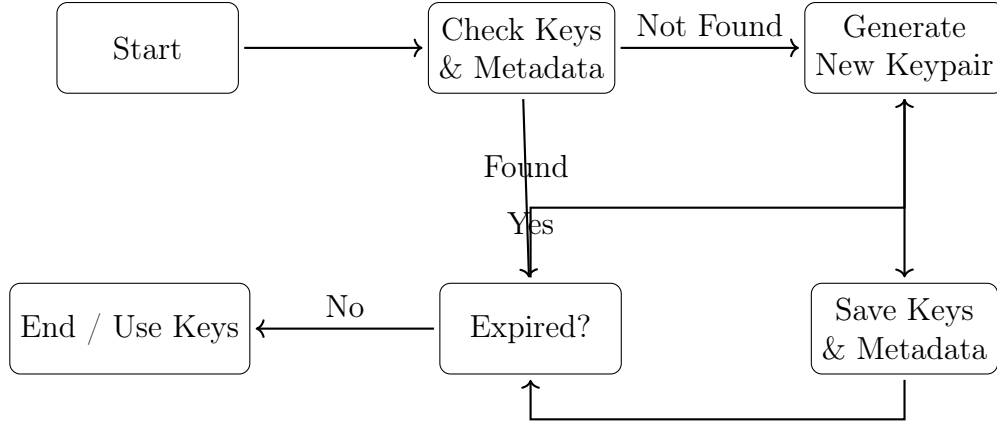 Start
Check Keys
& Metadata
Not Found
Generate
New Keypair
Found
Yes
End / Use Keys
No
Expired?
Save Keys
& Metadata